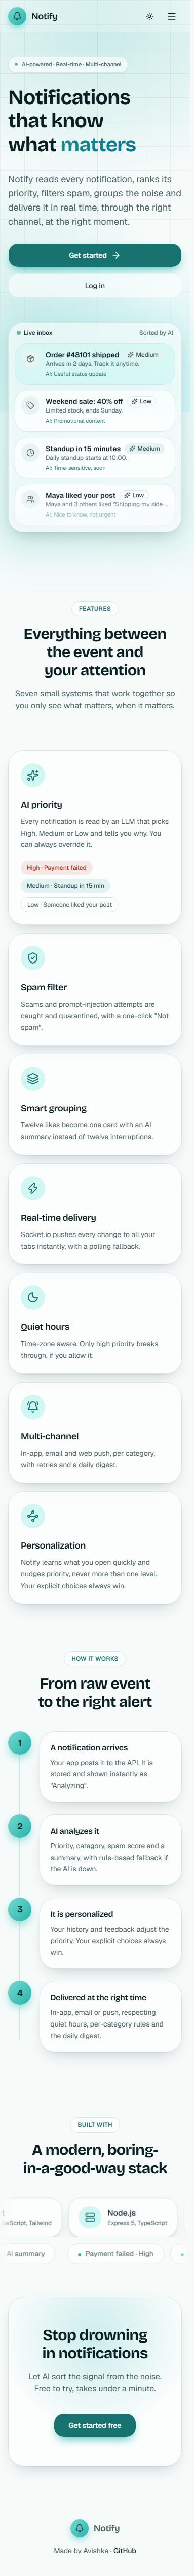 Notify
AI-powered · Real-time · Multi-channel
Notifications
that know
what matters
Notify reads every notification, ranks its
priority, filters spam, groups the noise and
delivers it in real time, through the right
channel, at the right moment.
Get started
Log in
Live inbox
Sorted by AI
Order #48101 shipped
Medium
Arrives in 2 days. Track it anytime.
AI: Useful status update
Weekend sale: 40% off
Low
Limited stock, ends Sunday.
AI: Promotional content
Standup in 15 minutes
Medium
Daily standup starts at 10:00.
AI: Time-sensitive, soon
Maya liked your post
Low
Maya and 3 others liked "Shipping my side ...
AI: Nice to know, not urgent
FEATURES
Everything between
the event and
your attention
Seven small systems that work together so
you only see what matters, when it matters.
AI priority
Every notification is read by an LLM that picks
High, Medium or Low and tells you why. You
can always override it.
High · Payment failed
Medium · Standup in 15 min
Low · Someone liked your post
Spam filter
Scams and prompt-injection attempts are
caught and quarantined, with a one-click "Not
spam".
Smart grouping
Twelve likes become one card with an AI
summary instead of twelve interruptions.
Real-time delivery
Socket.io pushes every change to all your
tabs instantly, with a polling fallback.
Quiet hours
Time-zone aware. Only high priority breaks
through, if you allow it.
Multi-channel
In-app, email and web push, per category,
with retries and a daily digest.
Personalization
Notify learns what you open quickly and
nudges priority, never more than one level.
Your explicit choices always win.
HOW IT WORKS
From raw event
to the right alert
1
A notification arrives
Your app posts it to the API. It is
stored and shown instantly as
"Analyzing".
2
AI analyzes it
Priority, category, spam score and a
summary, with rule-based fallback if
the AI is down.
3
It is personalized
Your history and feedback adjust the
priority. Your explicit choices always
win.
4
Delivered at the right time
In-app, email or push, respecting
quiet hours, per-category rules and
the daily digest.
BUILT WITH
A modern, boring-
in-a-good-way stack
Tailwind
Node.js
Express 5, TypeScript
AI summary
Payment failed · High
Stop drowning
in notifications
Let AI sort the signal from the noise.
Free to try, takes under a minute.
Get started free
Notify
Made by Avishka · GitHub